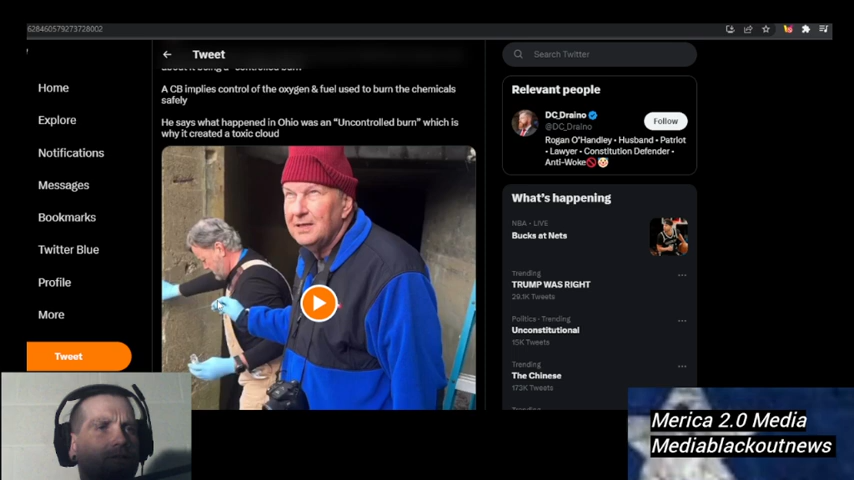 628460579273728002
Tweet
Search Twitter
Home
Explore
Notifications
Messages
Bookmarks
Twitter Blue
Profile
More
Tweet
A CB implies control of the oxygen & fuel used to burn the chemicals
safely
He says what happened in Ohio was an "Uncontrolled burn" which is
why it created a toxic cloud
Relevant people
DC_Draino
@DC_Draino
Follow
Rogan O'Handley • Husband • Patriot
• Lawyer • Constitution Defender •
Anti-Woke🚫🤡
What's happening
NBA · LIVE
Bucks at Nets
Trending
TRUMP WAS RIGHT
29.1K Tweets
Politics · Trending
Unconstitutional
15K Tweets
Trending
The Chinese
173K Tweets
Merica 2.0 Media
Mediablackoutnews